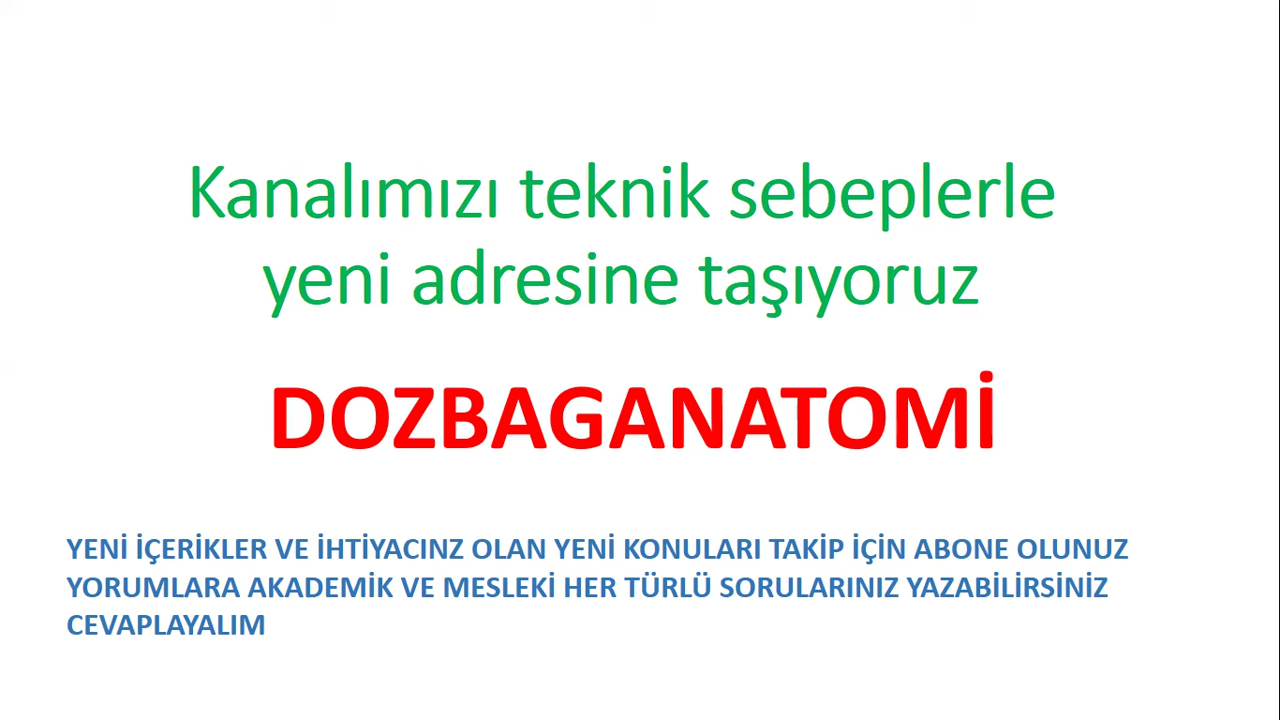 Kanalımızı teknik sebeplerle
yeni adresine taşıyoruz
DOZBAGANATOMİ
YENİ İÇERİKLER VE İHTİYACINZ OLAN YENİ KONULARI TAKİP İÇİN ABONE OLUNUZ
YORUMLARA AKADEMİK VE MESLEKİ HER TÜRLÜ SORULARINIZ YAZABİLİRSİNİZ
CEVAPLAYALIM